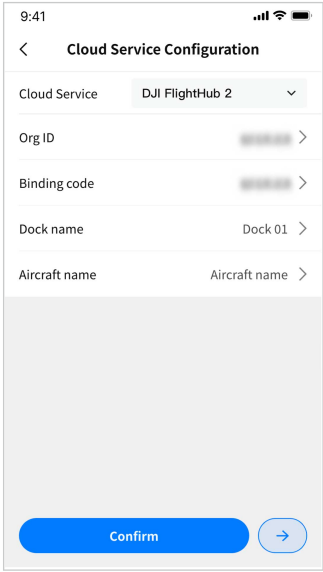 9:41
Cloud Service Configuration
Cloud Service DJI FlightHub 2
Org ID
Binding code
Dock name Dock 01
Aircraft name Aircraft name
Confirm